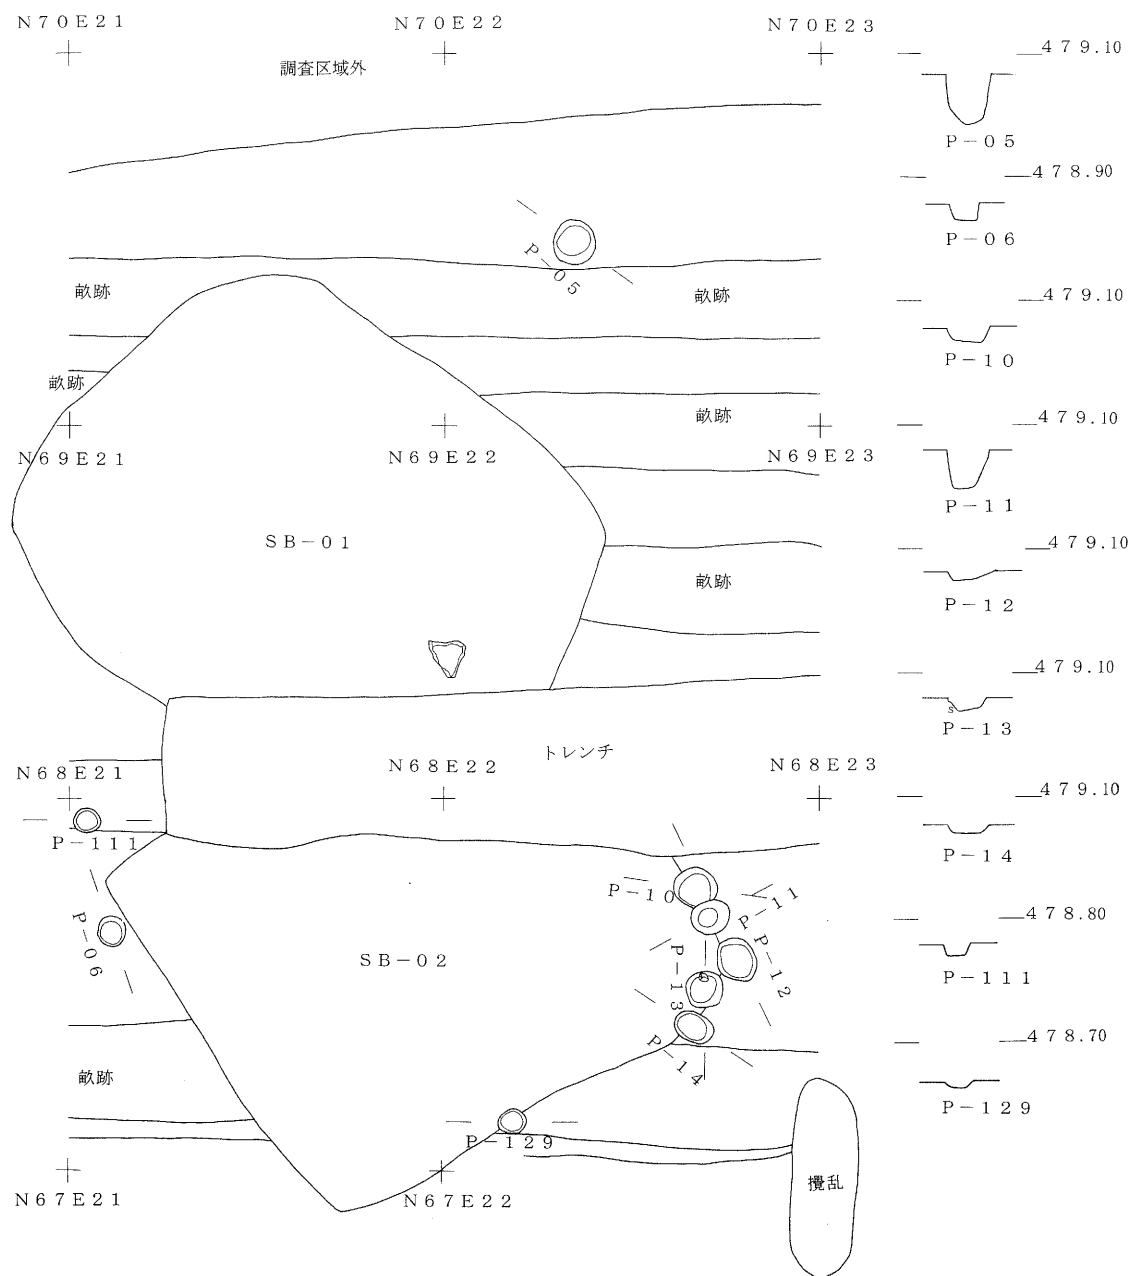 N70E21
N70E22
N70E23
調査区域外
P-05
畝跡
畝跡
畝跡
畝跡
N69E21
N69E22
N69E23
SB-01
畝跡
トレンチ
N68E21
N68E22
N68E23
P-111
P-10
P-11
P-06
SB-02
P-12
P-13
P-14
畝跡
P-129
N67E21
N67E22
攪乱
479.10
P-05
478.90
P-06
479.10
P-10
479.10
P-11
479.10
P-12
479.10
S
P-13
479.10
P-14
478.80
P-111
478.70
P-129